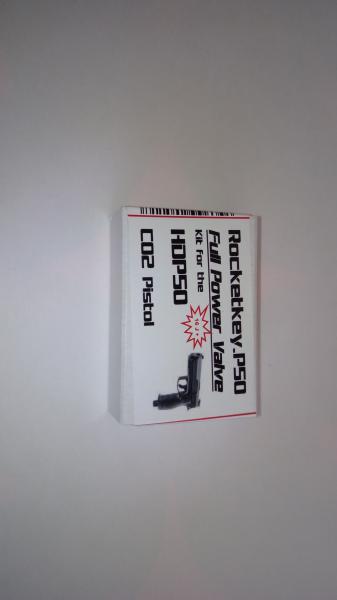 Rocketkey.P50
Full Power Valve
Kit for the
HDP50
CO2 Pistol